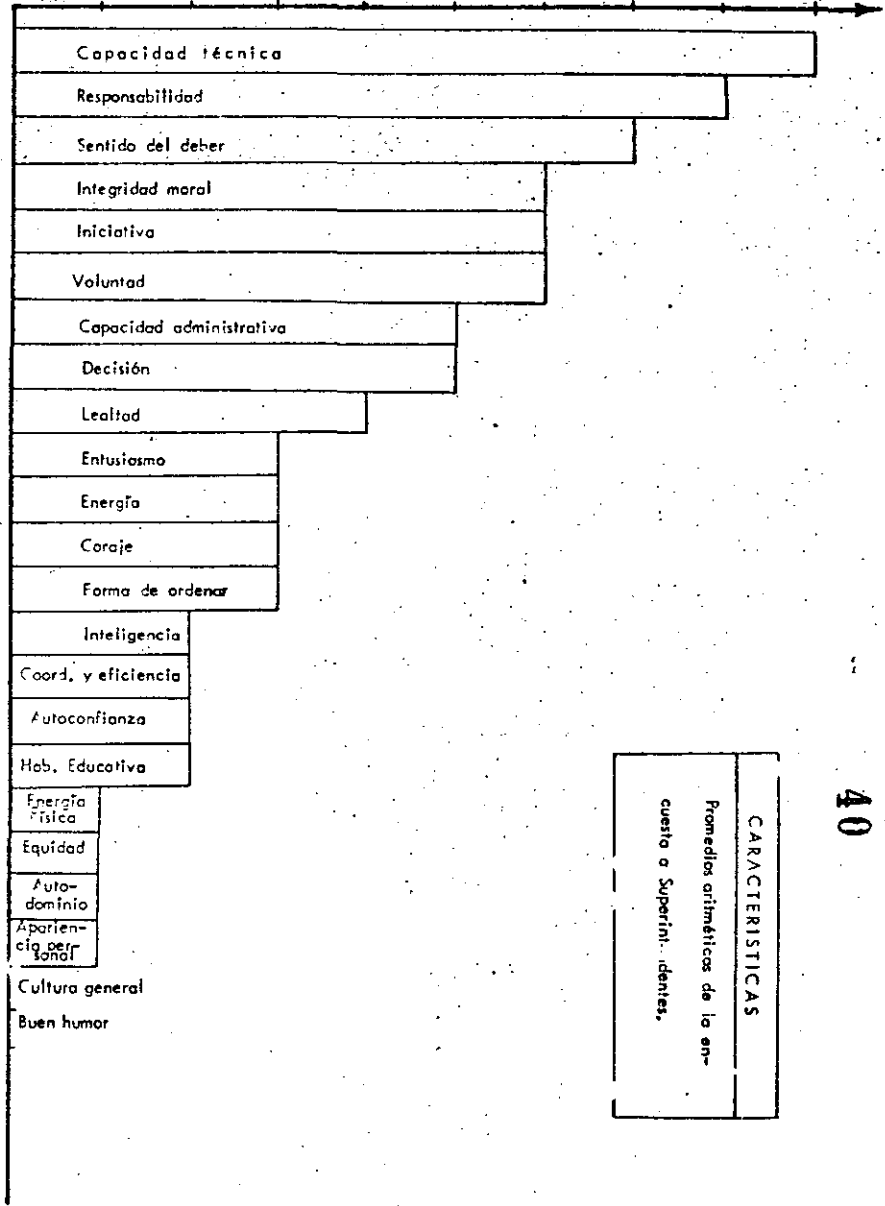 Capacidad técnica
Responsabilidad
Sentido del deber
Integridad moral
Iniciativa
Voluntad
Capacidad administrativa
Decisión
Lealtad
Entusiasmo
Energía
Coraje
Forma de ordenar
Inteligencia
Coord. y eficiencia
Autoconfianza
Hab. Educativa
Energía
Física
Equidad
Auto-
dominio
Aparien-
cia per-
sonal
Cultura general
Buen humor
CARACTERISTICAS
Promedios aritméticos de la en-
cuesta a
40